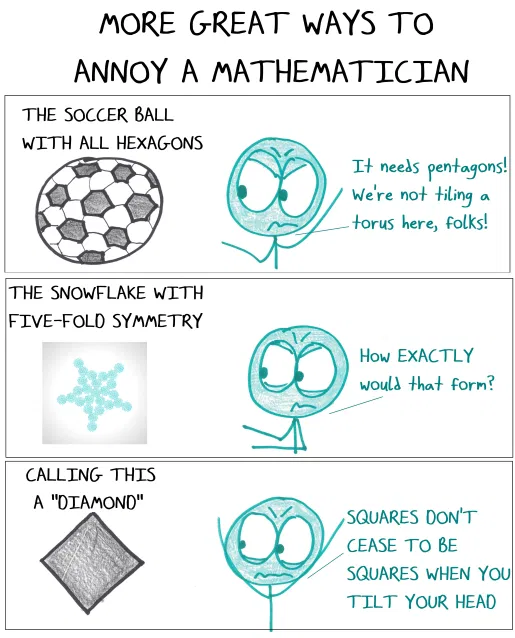 MORE GREAT WAYS TO
ANNOY A MATHEMATICIAN
THE SOCCER BALL
WITH ALL HEXAGONS
It needs pentagons!
We're not tiling a
torus here, folks!
THE SNOWFLAKE WITH
FIVE-FOLD SYMMETRY
How EXACTLY
would that form?
CALLING THIS
A "DIAMOND"
SQUARES DON'T
CEASE TO BE
SQUARES WHEN YOU
TILT YOUR HEAD